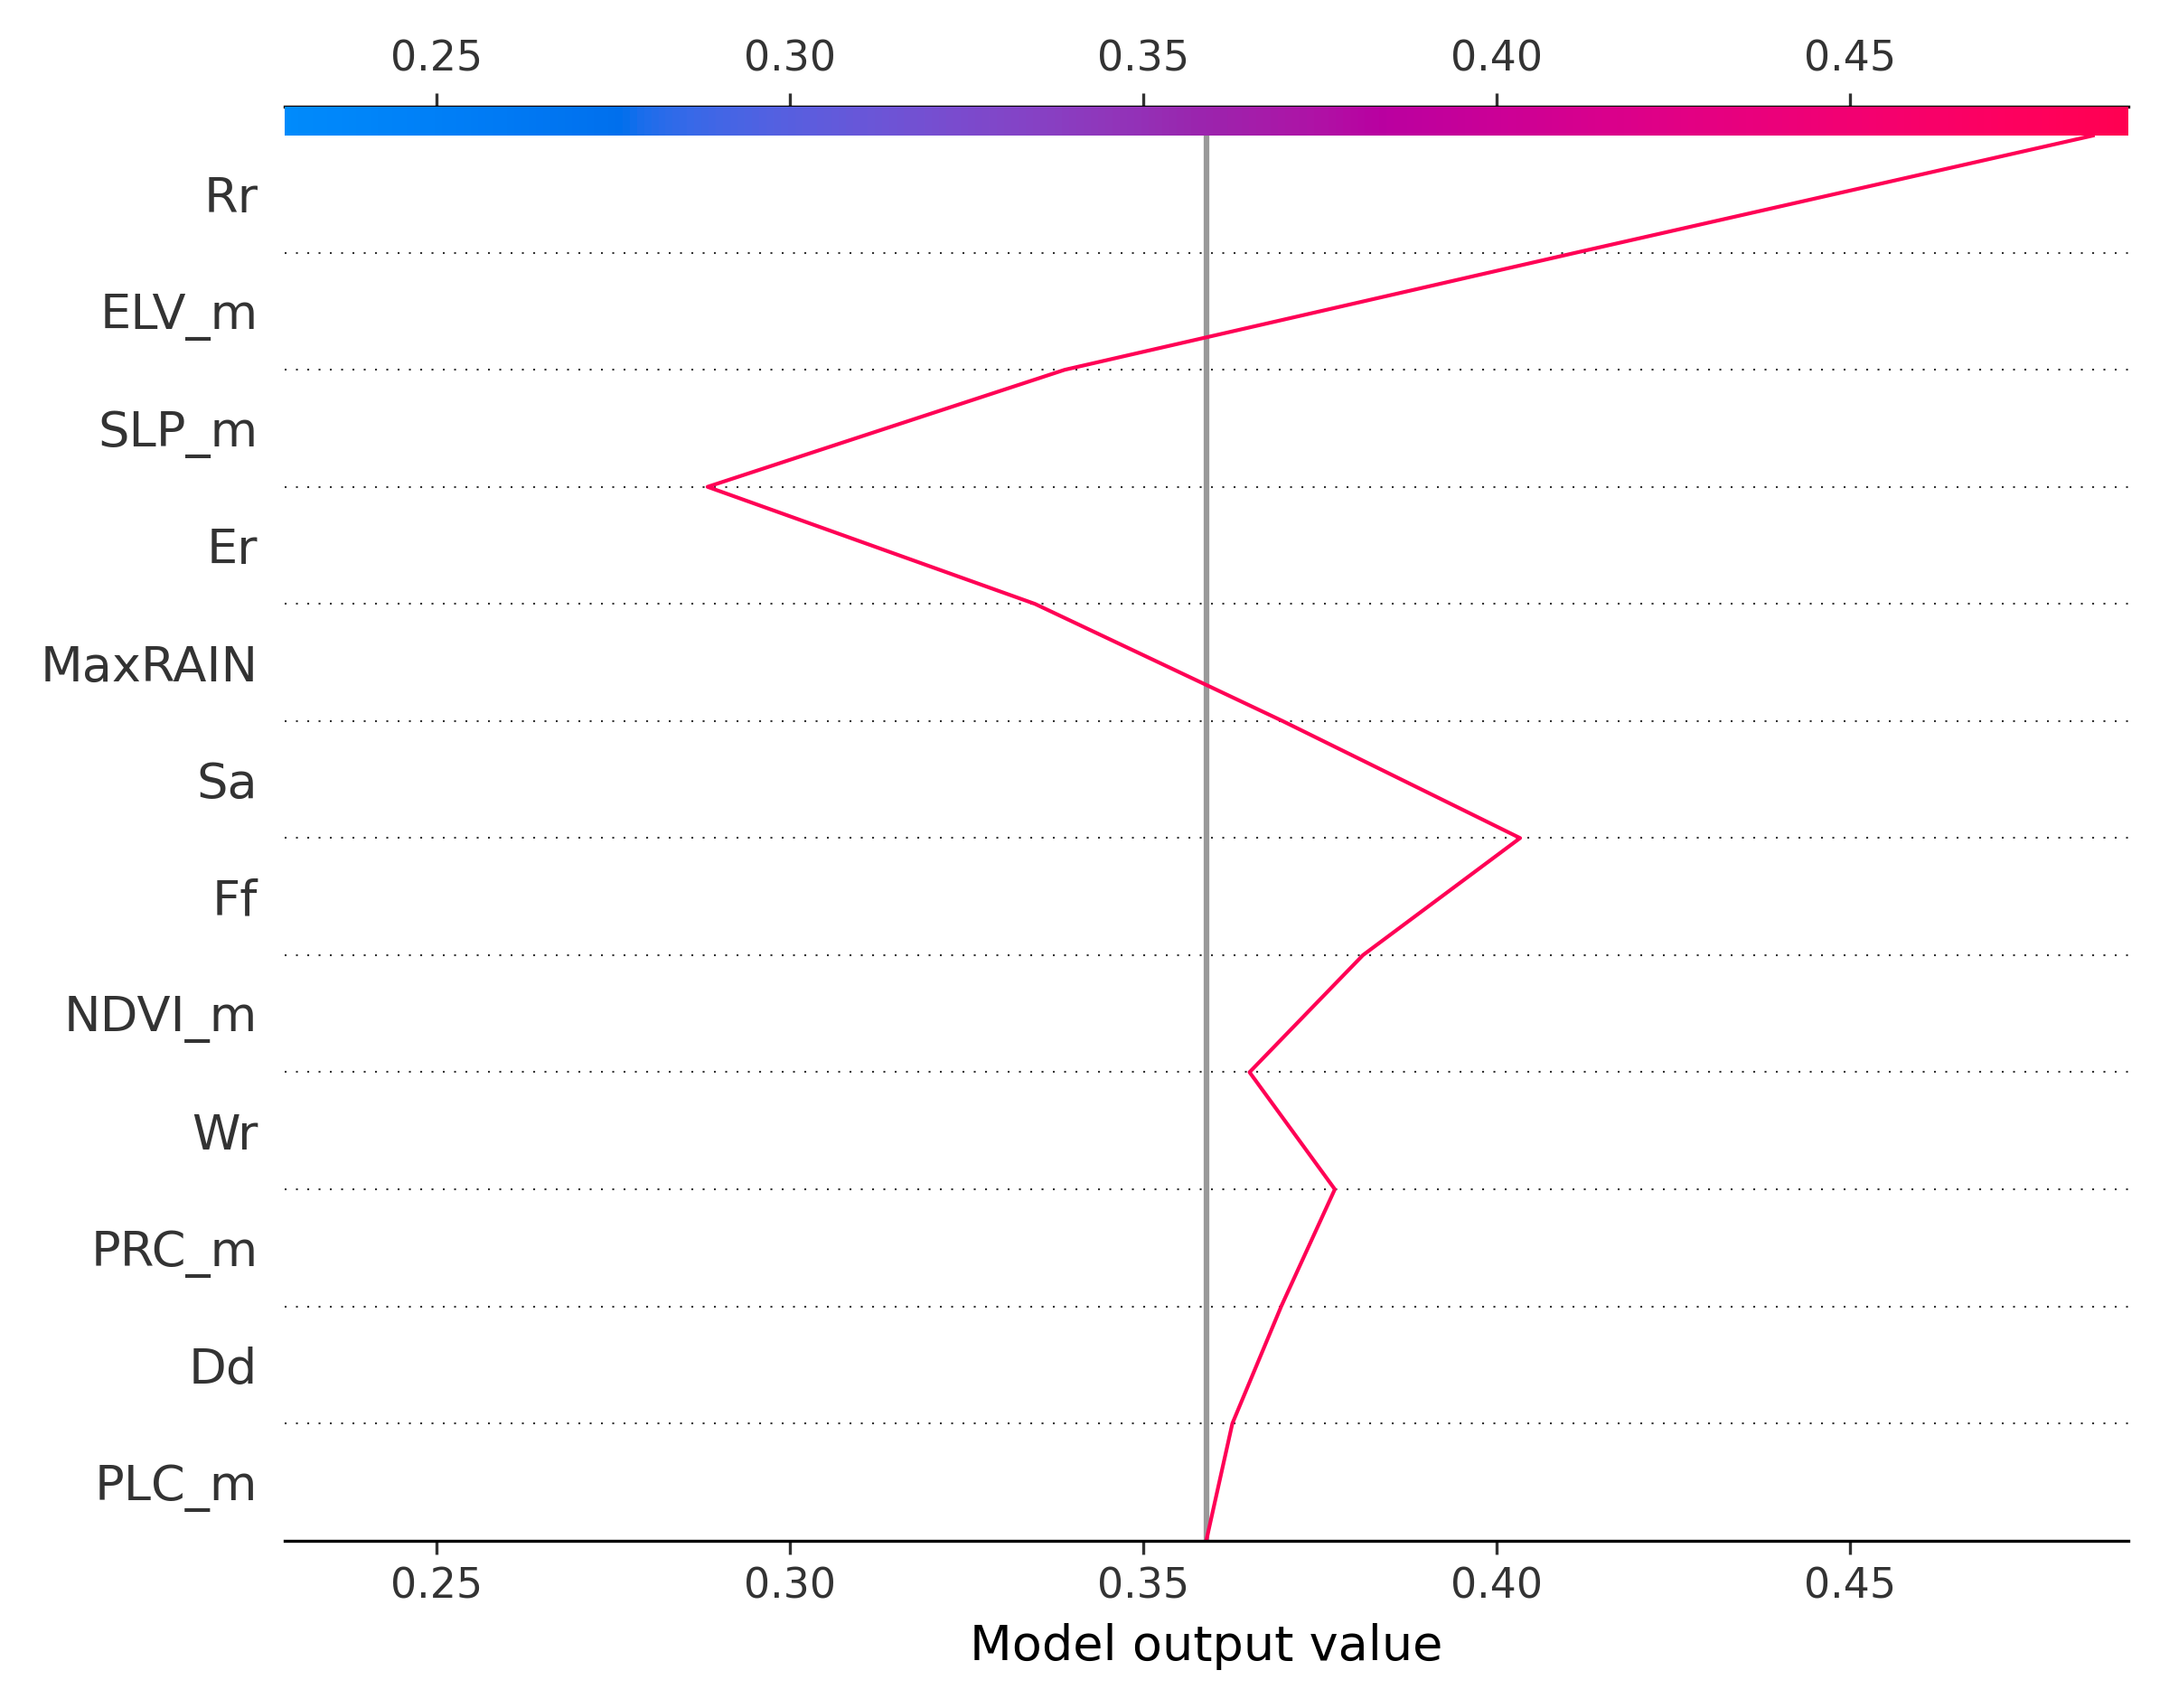 0.25 0.30 0.35 0.40 0.45
Rr
ELV_m
SLP_m
Er
MaxRAIN
Sa
Ff
NDVI_m
Wr
PRC_m
Dd
PLC_m
0.25 0.30 0.35 0.40 0.45
Model output value